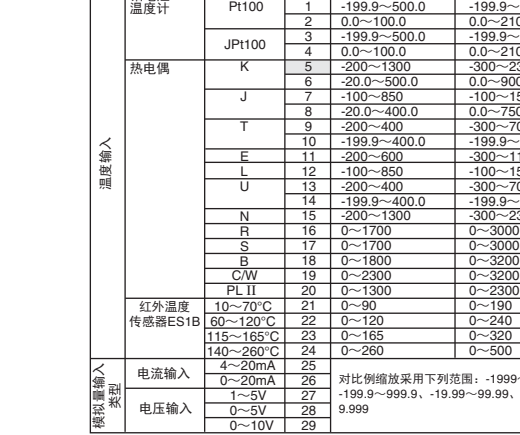 温度计 Pt100 1 -199.9～500.0 -199.9～
2 0.0～100.0 0.0～210
JPt100 3 -199.9～500.0 -199.9～
4 0.0～100.0 0.0～210
热电偶 K 5 -200～1300 -300～23
6 -20.0～500.0 0.0～900
J 7 -100～850 -100～15
8 -20.0～400.0 0.0～750
T 9 -200～400 -300～70
10 -199.9～400.0 -199.9～
温度输入
E 11 -200～600 -300～11
L 12 -100～850 -100～15
U 13 -200～400 -300～70
14 -199.9～400.0 -199.9～
N 15 -200～1300 -300～23
R 16 0～1700 0～3000
S 17 0～1700 0～3000
B 18 0～1800 0～3200
C/W 19 0～2300 0～3200
PL II 20 0～1300 0～2300
红外温度 10～70°C 21 0～90 0～190
传感器ES1B 60～120°C 22 0～120 0～240
115～165°C 23 0～165 0～320
140～260°C 24 0～260 0～500
模拟量输入
类型
电流输入 4～20mA 25
0～20mA 26
电压输入 1～5V 27
0～5V 28
0～10V 29
对比例缩放采用下列范围：-1999～
-199.9～999.9、-19.99～99.99、
9.999